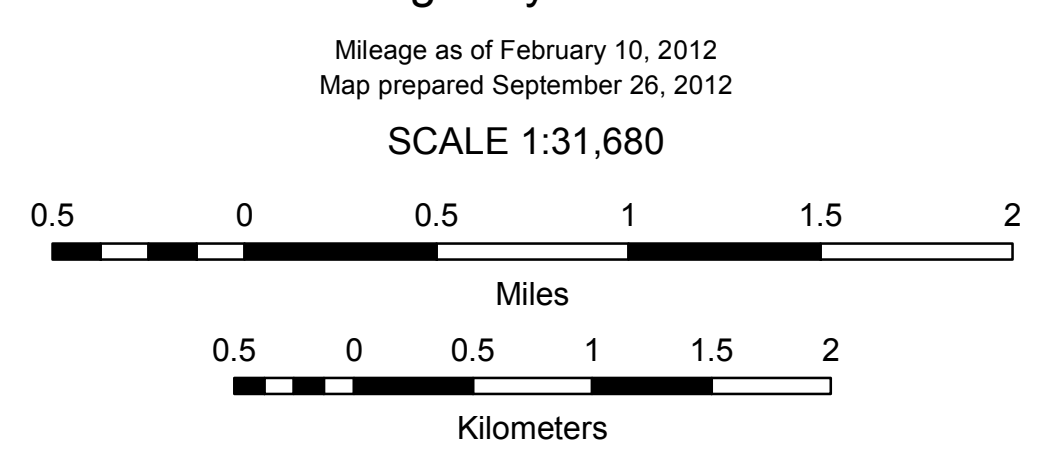 Mileage as of February 10, 2012
Map prepared September 26, 2012
SCALE 1:31,680
0.5 0 0.5 1 1.5 2
Miles
0.5 0 0.5 1 1.5 2
Kilometers